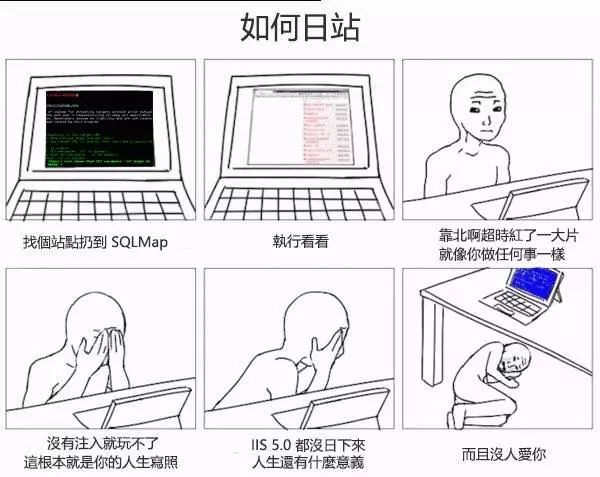 如何日站
找個站點扔到 SQLMap
執行看看
靠北啊超時紅了一大片
就像你做任何事一樣
沒有注入就玩不了
這根本就是你的人生寫照
IIS 5.0 都沒日下來
人生還有什麼意義
而且沒人愛你